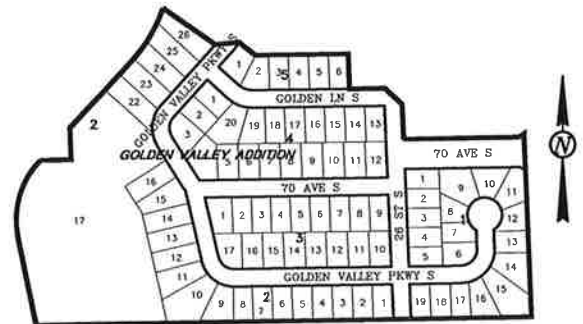 26
25
24
23
22
GOLDEN VALLEY PKWY S
1 2 3 5 4 5 6
GOLDEN LN S
3 2 1
20 19 18 17 16 15 14 13
4
GOLDEN VALLEY ADDITION
5 6 7 8 9 10 11 12
70 AVE S
70 AVE S
2
17
16
15
14
13
12
11
10
1 2 3 4 5 6 7 8 9
3
17 16 15 14 13 12 11 10
26 ST S
1
2
3
4
5
9 10 11
8 1 12
7 13
6 14
15
16
GOLDEN VALLEY PKWY S
9 8 2 6 5 4 3 2 1
7
19 18 17
N